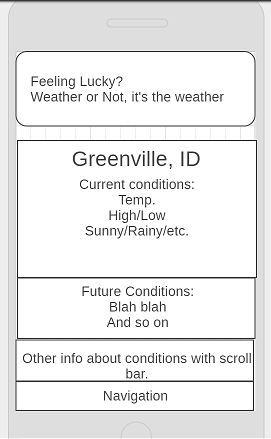 Feeling Lucky?
Weather or Not, it's the weather
Greenville, ID
Current conditions:
Temp.
High/Low
Sunny/Rainy/etc.
Future Conditions:
Blah blah
And so on
Other info about conditions with scroll
bar.
Navigation